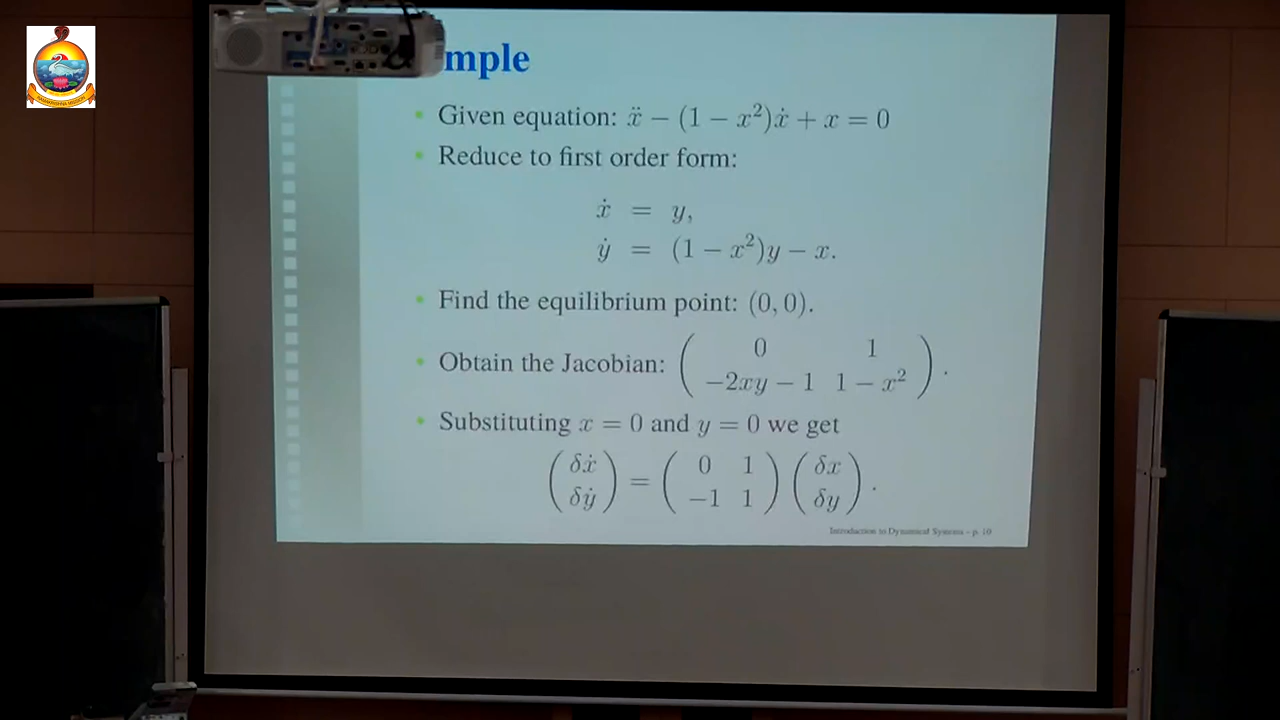 mple
Given equation: ẍ − (1 − x²)ẋ + x = 0
Reduce to first order form:
ẋ = y,
ẏ = (1 − x²)y − x.
Find the equilibrium point: (0, 0).
Obtain the Jacobian: ( 0 1
−2xy − 1 1 − x² ) .
Substituting x = 0 and y = 0 we get
( δẋ
δẏ ) = ( 0 1
−1 1 ) ( δx
δy ) .
Introduction to Dynamical Systems – p. 10